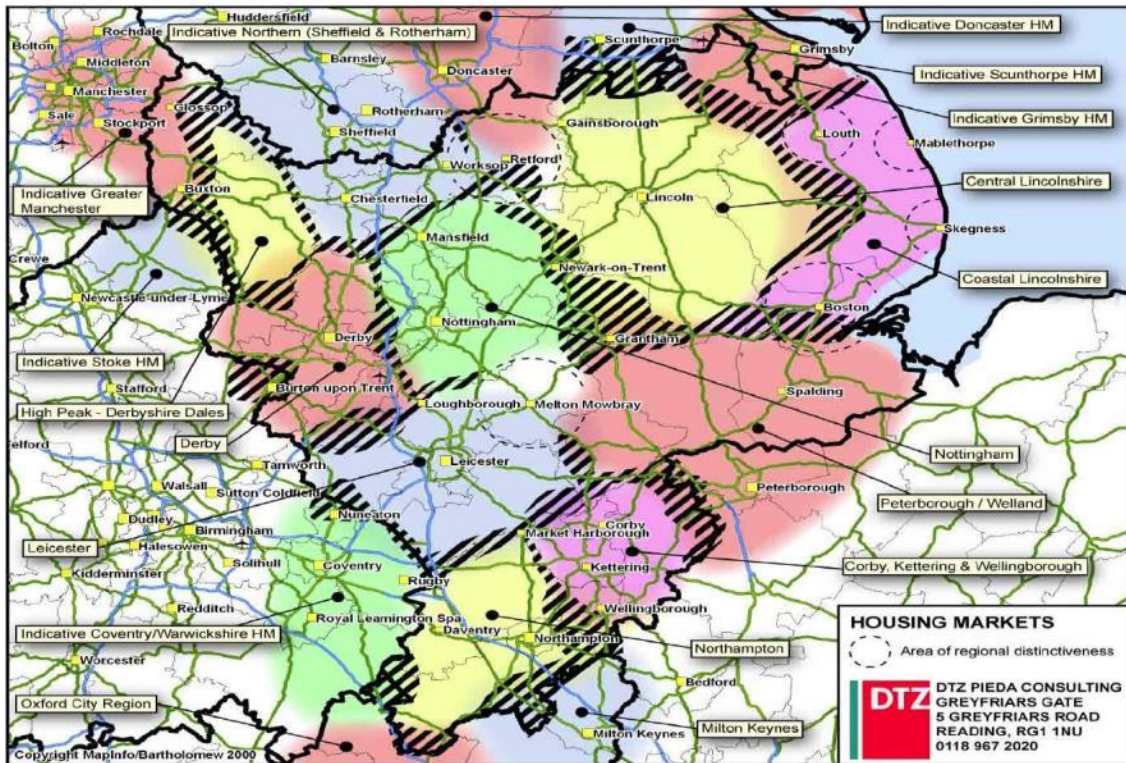 Huddersfield
Indicative Northern (Sheffield & Rotherham)
Indicative Doncaster HM
Rochdale
Bolton
Middleton
Manchester
Sale
Stockport
Glossop
Barnsley
Doncaster
Scunthorpe
Grimsby
Indicative Scunthorpe HM
Rotherham
Sheffield
Gainsborough
Indicative Grimsby HM
Louth
Mablethorpe
Worksop
Retford
Indicative Greater
Manchester
Buxton
Chesterfield
Lincoln
Central Lincolnshire
Mansfield
Skegness
Crewe
Newark-on-Trent
Coastal Lincolnshire
Newcastle-under-Lyme
Boston
Nottingham
Derby
Grantham
Indicative Stoke HM
Stafford
Burton upon Trent
Spalding
High Peak - Derbyshire Dales
Loughborough
Melton Mowbray
Derby
Nottingham
elford
Tamworth
Leicester
Walsall
Sutton Coldfield
Peterborough
Peterborough / Welland
Dudley
Birmingham
Nuneaton
Corby
Market Harborough
Leicester
Halesowen
Solihull
Coventry
Kettering
Corby, Kettering & Wellingborough
Kidderminster
Rugby
Redditch
Royal Leamington Spa
Wellingborough
Indicative Coventry/Warwickshire HM
Daventry
Northampton
Northampton
Worcester
Bedford
Oxford City Region
Milton Keynes
Milton Keynes
Copyright MapInfo/Bartholomew 2000
HOUSING MARKETS
Area of regional distinctiveness
DTZ
DTZ PIEDA CONSULTING
GREYFRIARS GATE
5 GREYFRIARS ROAD
READING, RG1 1NU
0118 967 2020